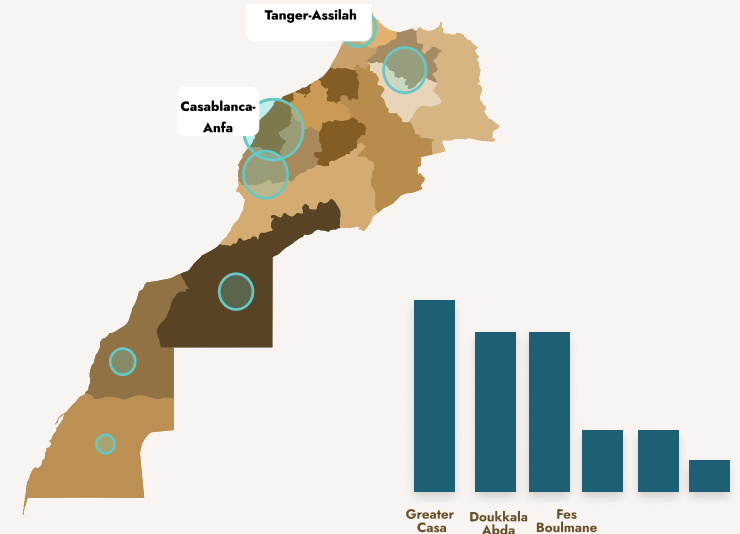 Tanger-Assilah
Casablanca-
Anfa
Greater
Casa
Doukkala
Abda
Fes
Boulmane